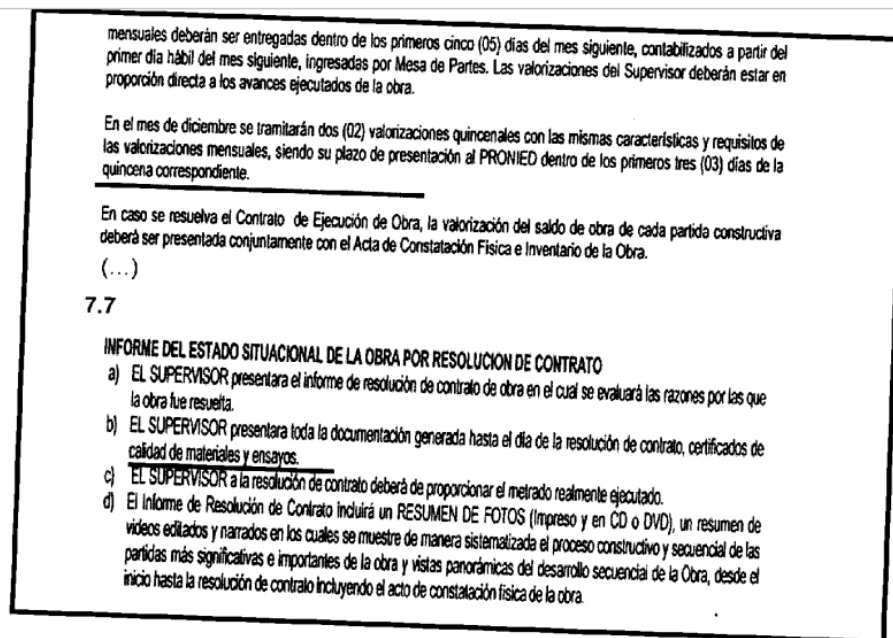 mensuales deberán ser entregadas dentro de los primeros cinco (05) días del mes siguiente, contabilizados a partir del
primer día hábil del mes siguiente, ingresadas por Mesa de Partes. Las valorizaciones del Supervisor deberán estar en
proporción directa a los avances ejecutados de la obra.
En el mes de diciembre se tramitarán dos (02) valorizaciones quincenales con las mismas características y requisitos de
las valorizaciones mensuales, siendo su plazo de presentación al PRONIED dentro de los primeros tres (03) días de la
quincena correspondiente.
En caso se resuelva el Contrato de Ejecución de Obra, la valorización del saldo de obra de cada partida constructiva
deberá ser presentada conjuntamente con el Acta de Constatación Física e Inventario de la Obra.
(...)
7.7
INFORME DEL ESTADO SITUACIONAL DE LA OBRA POR RESOLUCION DE CONTRATO
a) EL SUPERVISOR presentara el informe de resolución de contrato de obra en el cual se evaluará las razones por las que
la obra fue resuelta.
b) EL SUPERVISOR presentara toda la documentación generada hasta el día de la resolución de contrato, certificados de
calidad de materiales y ensayos.
c) EL SUPERVISOR a la resolución de contrato deberá de proporcionar el metrado realmente ejecutado.
d) El Informe de Resolución de Contrato incluirá un RESUMEN DE FOTOS (Impreso y en CD o DVD), un resumen de
videos editados y narrados en los cuales se muestre de manera sistematizada el proceso constructivo y secuencial de las
partidas más significativas e importantes de la obra y vistas panorámicas del desarrollo secuencial de la Obra, desde el
inicio hasta la resolución de contrato incluyendo el acto de constatación física de la obra.